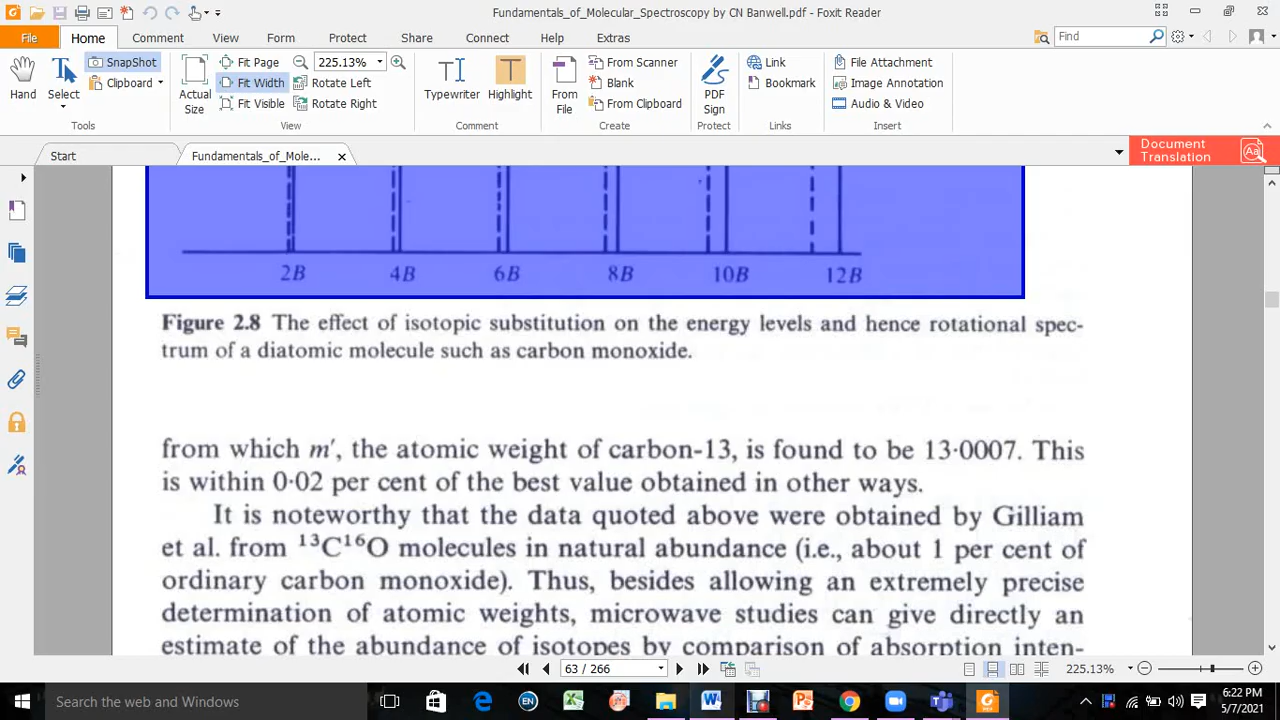 Fundamentals_of_Molecular_Spectroscopy by CN Banwell.pdf - Foxit Reader
File Home Comment View Form Protect Share Connect Help Extras Find
Hand Select SnapShot Clipboard Actual Size Fit Page Fit Width Fit Visible 225.13% Rotate Left Rotate Right Typewriter Highlight From File From Scanner Blank From Clipboard PDF Sign Link Bookmark File Attachment Image Annotation Audio & Video
Tools View Comment Create Protect Links Insert
Start Fundamentals_of_Mole... Document Translation
2B 4B 6B 8B 10B 12B
Figure 2.8 The effect of isotopic substitution on the energy levels and hence rotational spec-
trum of a diatomic molecule such as carbon monoxide.
from which m′, the atomic weight of carbon-13, is found to be 13·0007. This
is within 0·02 per cent of the best value obtained in other ways.
It is noteworthy that the data quoted above were obtained by Gilliam
et al. from ¹³C¹⁶O molecules in natural abundance (i.e., about 1 per cent of
ordinary carbon monoxide). Thus, besides allowing an extremely precise
determination of atomic weights, microwave studies can give directly an
estimate of the abundance of isotopes by comparison of absorption inten-
63 / 266 225.13%
Search the web and Windows EN 6:22 PM
5/7/2021